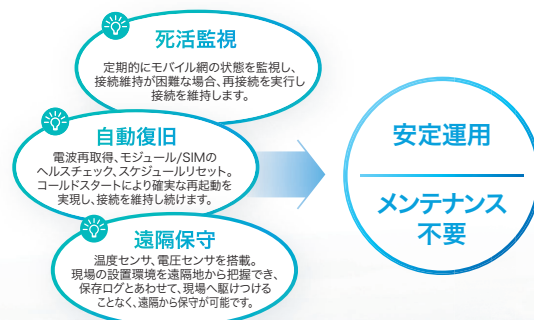 死活監視
定期的にモバイル網の状態を監視し、
接続維持が困難な場合、再接続を実行し
接続を維持します。
自動復旧
電波再取得、モジュール/SIMの
ヘルスチェック、スケジュールリセット。
コールドスタートにより確実な再起動を
実現し、接続を維持し続けます。
遠隔保守
温度センサ、電圧センサを搭載。
現場の設置環境を遠隔地から把握でき、
保存ログとあわせて、現場へ駆けつける
ことなく、遠隔から保守が可能です。
安定運用
メンテナンス
不要